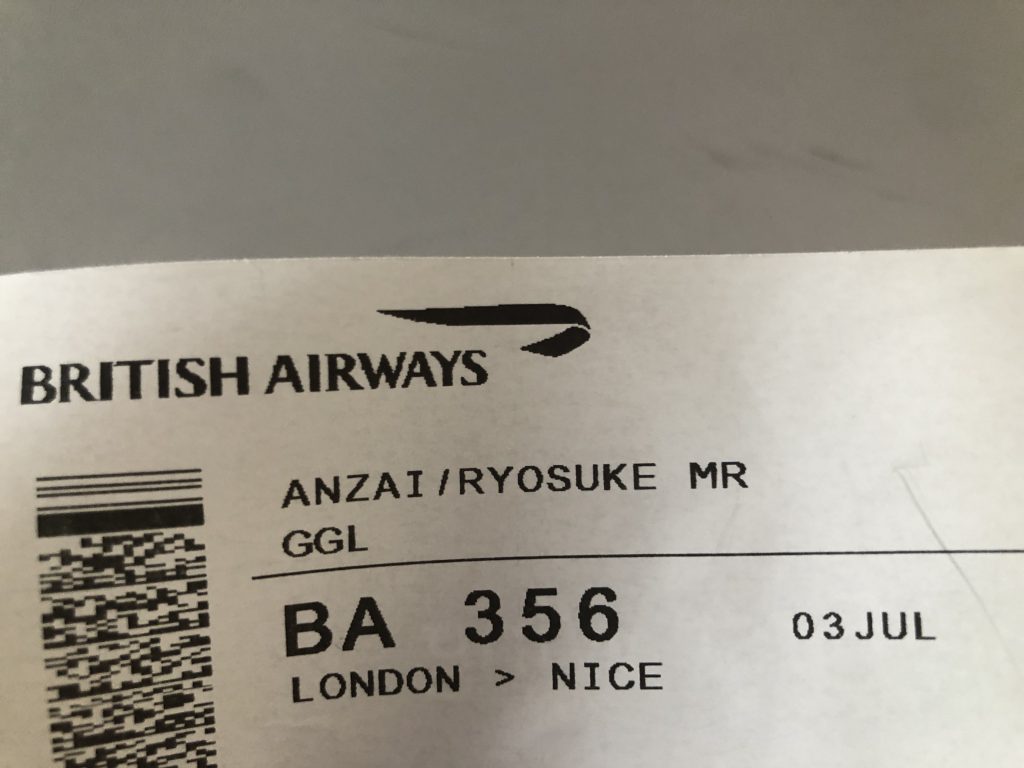 BRITISH AIRWAYS
ANZAI/RYOSUKE MR
GGL
BA 356 03JUL
LONDON > NICE